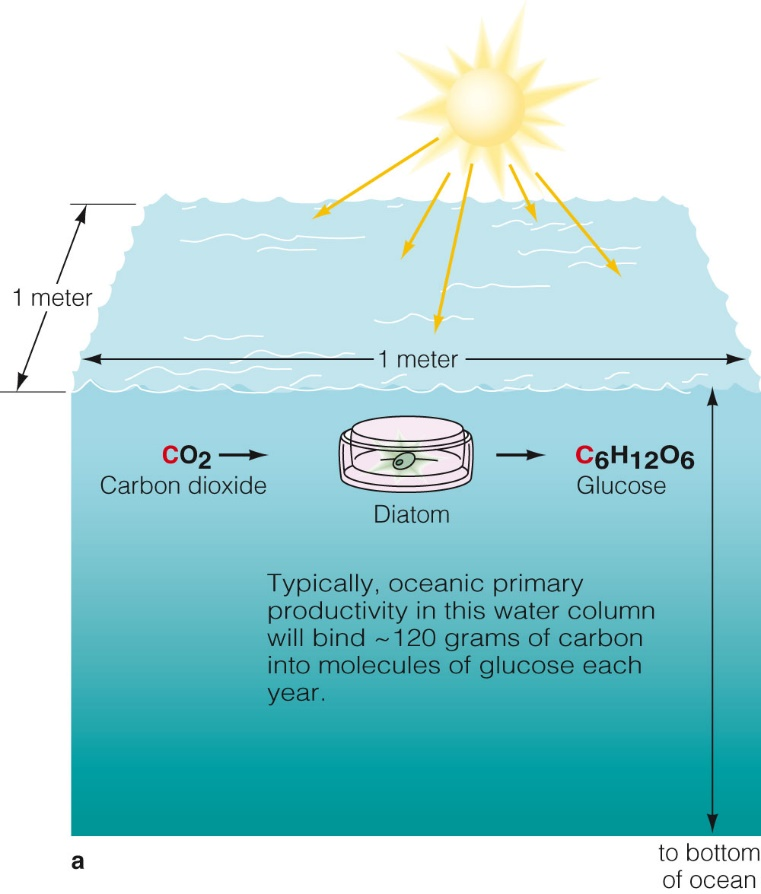 1 meter
1 meter
CO2
Carbon dioxide
Diatom
C6H12O6
Glucose
Typically, oceanic primary
productivity in this water column
will bind ~120 grams of carbon
into molecules of glucose each
year.
a
to bottom
of ocean